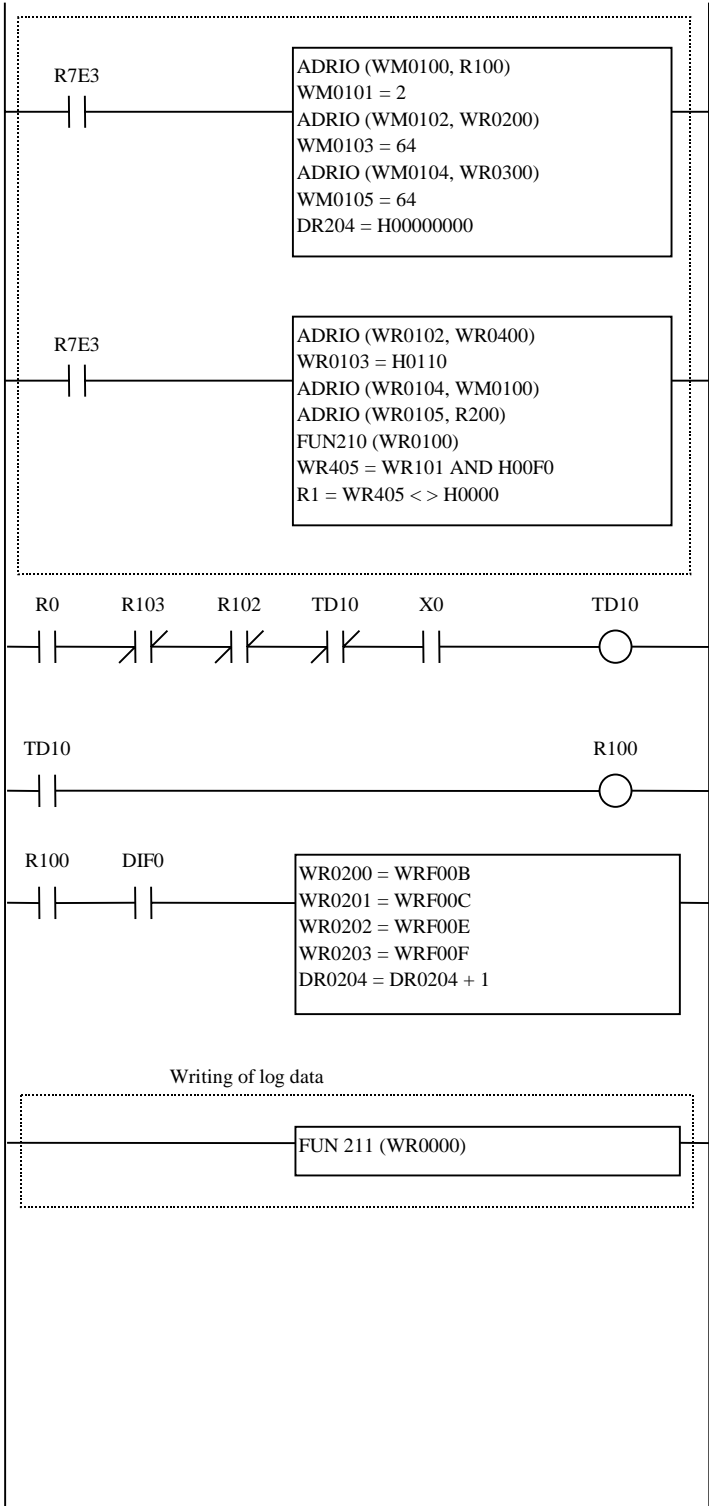 R7E3
ADRIO (WM0100, R100)
WM0101 = 2
ADRIO (WM0102, WR0200)
WM0103 = 64
ADRIO (WM0104, WR0300)
WM0105 = 64
DR204 = H00000000
R7E3
ADRIO (WR0102, WR0400)
WR0103 = H0110
ADRIO (WR0104, WM0100)
ADRIO (WR0105, R200)
FUN210 (WR0100)
WR405 = WR101 AND H00F0
R1 = WR405 < > H0000
R0 R103 R102 TD10 X0 TD10
TD10 R100
R100 DIF0
WR0200 = WRF00B
WR0201 = WRF00C
WR0202 = WRF00E
WR0203 = WRF00F
DR0204 = DR0204 + 1
Writing of log data
FUN 211 (WR0000)